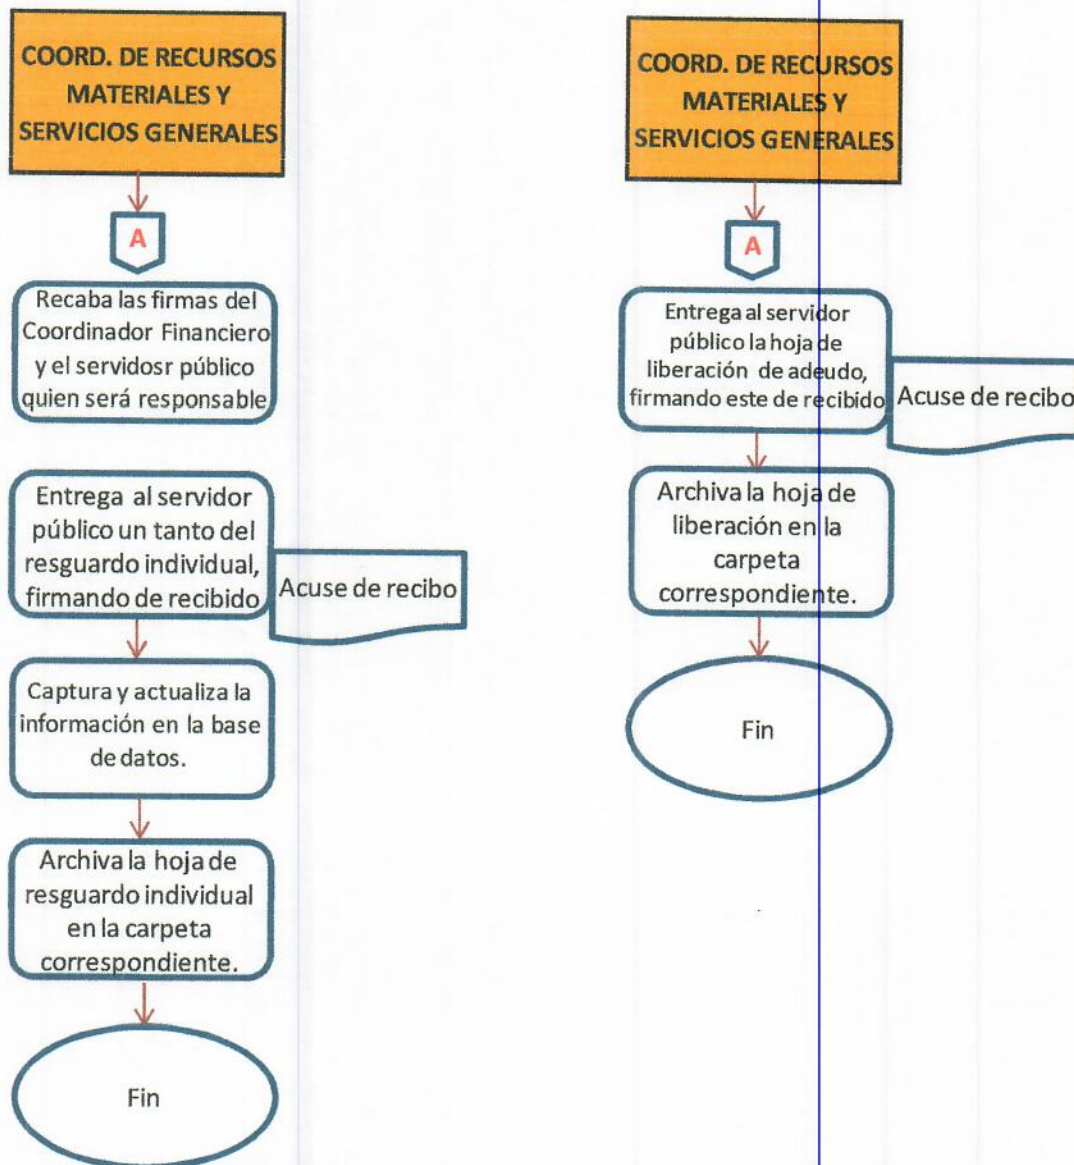 COORD. DE RECURSOS
MATERIALES Y
SERVICIOS GENERALES
A
Recaba las firmas del
Coordinador Financiero
y el servidosr público
quien será responsable
Entrega al servidor
público un tanto del
resguardo individual,
firmando de recibido
Acuse de recibo
Captura y actualiza la
información en la base
de datos.
Archiva la hoja de
resguardo individual
en la carpeta
correspondiente.
Fin
COORD. DE RECURSOS
MATERIALES Y
SERVICIOS GENERALES
A
Entrega al servidor
público la hoja de
liberación de adeudo,
firmando este de recibido
Acuse de recibo
Archiva la hoja de
liberación en la
carpeta
correspondiente.
Fin